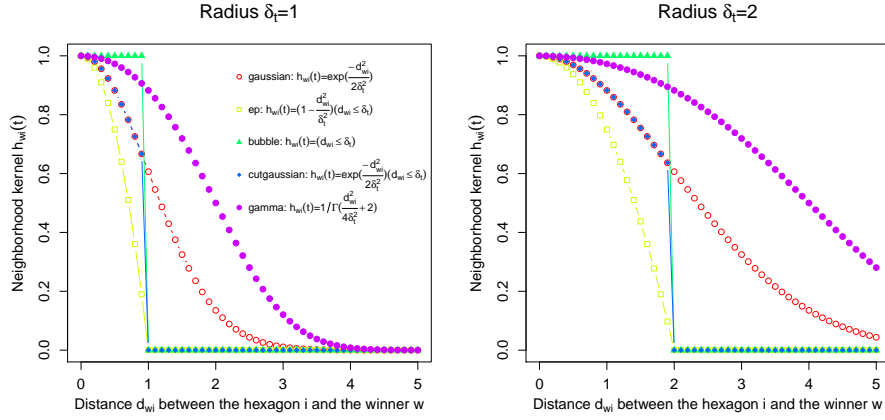 Radius δt=1
Neighborhood kernel hwi(t)
1.0
0.8
0.6
0.4
0.2
0.0
gaussian: hwi(t)=exp(−d²wi/2δ²t)
ep: hwi(t)=(1−d²wi/δ²t)(dwi≤δt)
bubble: hwi(t)=(dwi≤δt)
cutgaussian: hwi(t)=exp(−d²wi/2δ²t)(dwi≤δt)
gamma: hwi(t)=1/Γ(d²wi/4δ²t+2)
0 1 2 3 4 5
Distance dwi between the hexagon i and the winner w
Radius δt=2
Neighborhood kernel hwi(t)
1.0
0.8
0.6
0.4
0.2
0.0
0 1 2 3 4 5
Distance dwi between the hexagon i and the winner w